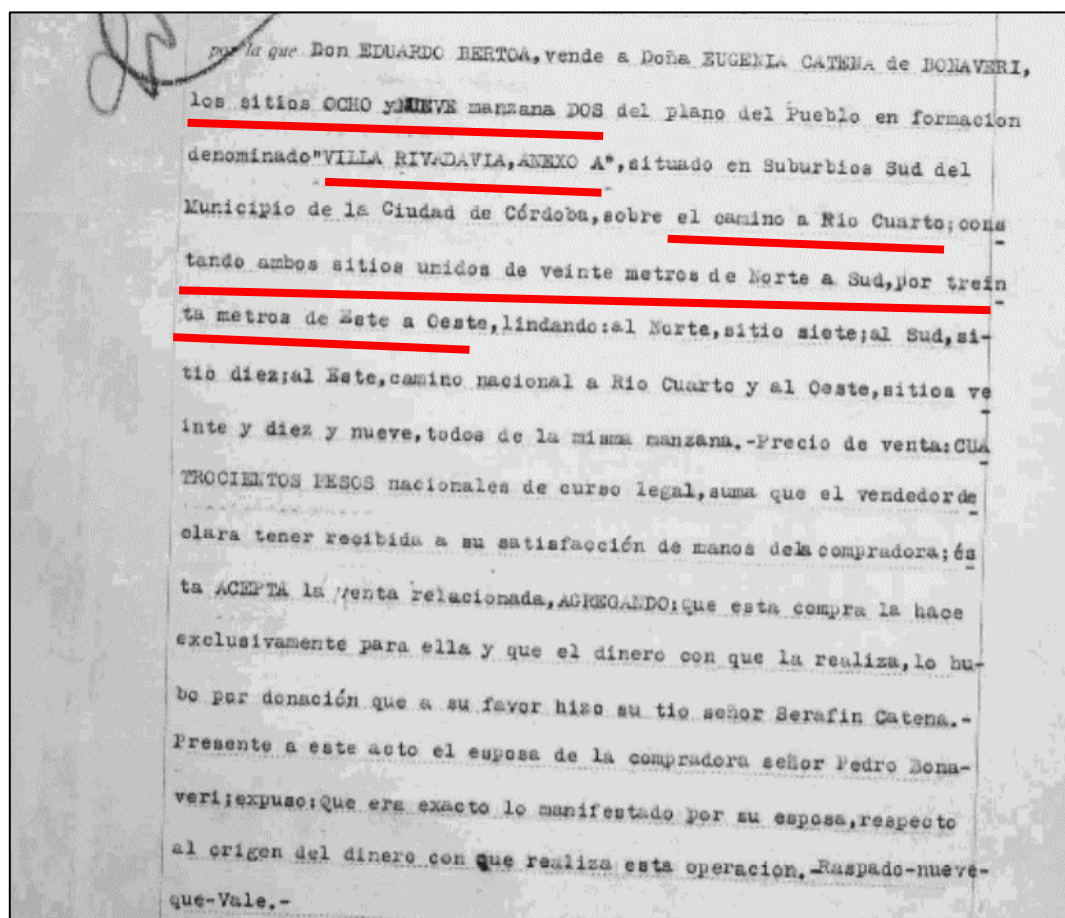 por la que Don EDUARDO BERTOA,vende a Doña EUGENIA CATENA de BONAVERI,
los sitios OCHO y NUEVE manzana DOS del plano del Pueblo en formacion
denominado"VILLA RIVADAVIA,ANEXO A",situado en Suburbios Sud del
Municipio de la Ciudad de Córdoba,sobre el camino a Rio Cuarto;cons
tando ambos sitios unidos de veinte metros de Norte a Sud,por trein
ta metros de Este a Oeste,lindando:al Norte,sitio siete;al Sud,si-
tio diez;al Este,camino nacional a Rio Cuarto y al Oeste,sitios ve
inte y diez y nueve,todos de la misma manzana.-Precio de venta:CUA
TROCIENTOS PESOS nacionales de curso legal,suma que el vendedor de
clara tener recibida a su satisfacción de manos dela compradora;és
ta ACEPTA la venta relacionada,AGREGANDO:Que esta compra la hace
exclusivamente para ella y que el dinero con que la realiza,lo hu-
bo por donación que a su favor hizo su tio señor Serafin Catena.-
Presente a este acto el esposa de la compradora señor Pedro Bona-
veri;expuso:Que era exacto lo manifestado por su esposa,respecto
al origen del dinero con que realiza esta operacion.-Raspado-nueve-
que-Vale.-